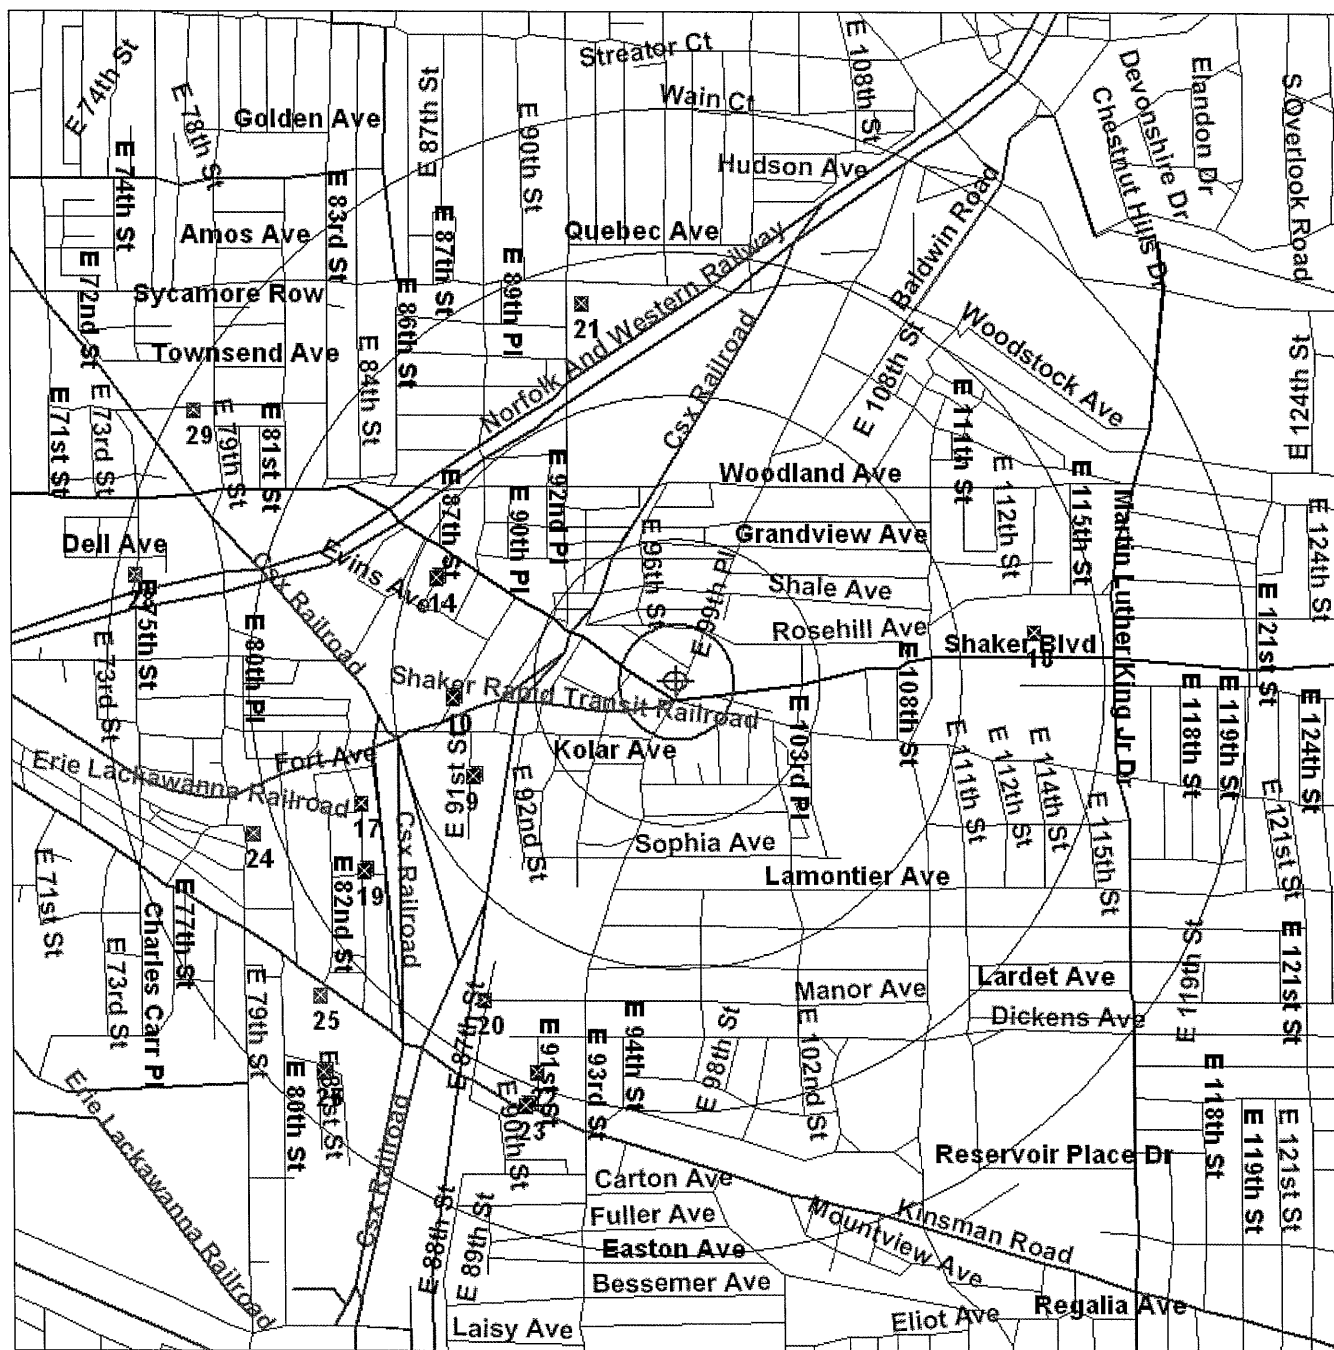 Streator Ct
E 108th St
E 74th St
Devonshire Dr
Elandon Dr
S Overlook Road
E 87th St
Wain Ct
E 78th St
Golden Ave
E 90th St
Chestnut Hills Dr
E 74th St
Hudson Ave
E 83rd St
Baldwin Road
Amos Ave
E 87th St
Quebec Ave
Norfolk And Western Railway
E 72nd St
E 89th Pl
Sycamore Row
E 86th St
21
Woodstock Ave
Csx Railroad
E 108th St
E 124th St
Townsend Ave
E 84th St
E 71st St
E 73rd St
29
E 79th St
E 81st St
E 111th St
Woodland Ave
E 87th St
E 92nd Pl
E 90th Pl
E 112th St
E 115th St
Martin Luther King Jr Dr
E 124th St
Dell Ave
Grandview Ave
E 96th St
Csx Railroad
Evins Ave
14
E 99th Pl
Shale Ave
E 75th St
Rosehill Ave
E 121st St
E 73rd St
E 80th Pl
Shaker Blvd
18
E 108th St
Shaker Rapid Transit Railroad
10
E 118th St
E 119th St
E 124th St
E 103rd Pl
Kolar Ave
Fort Ave
Erie Lackawanna Railroad
E 91st St
9
E 92nd St
E 111th St
E 112th St
E 114th St
E 115th St
E 121st St
17
Csx Railroad
24
Sophia Ave
E 71st St
E 82nd St
19
Lamontier Ave
E 77th St
Charles Carr Pl
E 73rd St
E 79th St
E 119th St
E 121st St
Lardet Ave
25
E 87th St
20
Manor Ave
E 94th St
E 98th St
E 102nd St
Dickens Ave
E 91st St
E 93rd St
E 80th St
E 81st St
Erie Lackawanna Railroad
E 90th St
23
E 118th St
E 119th St
E 121st St
Csx Railroad
Reservoir Place Dr
Carton Ave
E 88th St
E 89th St
Fuller Ave
Mountview Ave
Kinsman Road
Easton Ave
Bessemer Ave
Regalia Ave
Laisy Ave
Eliot Ave